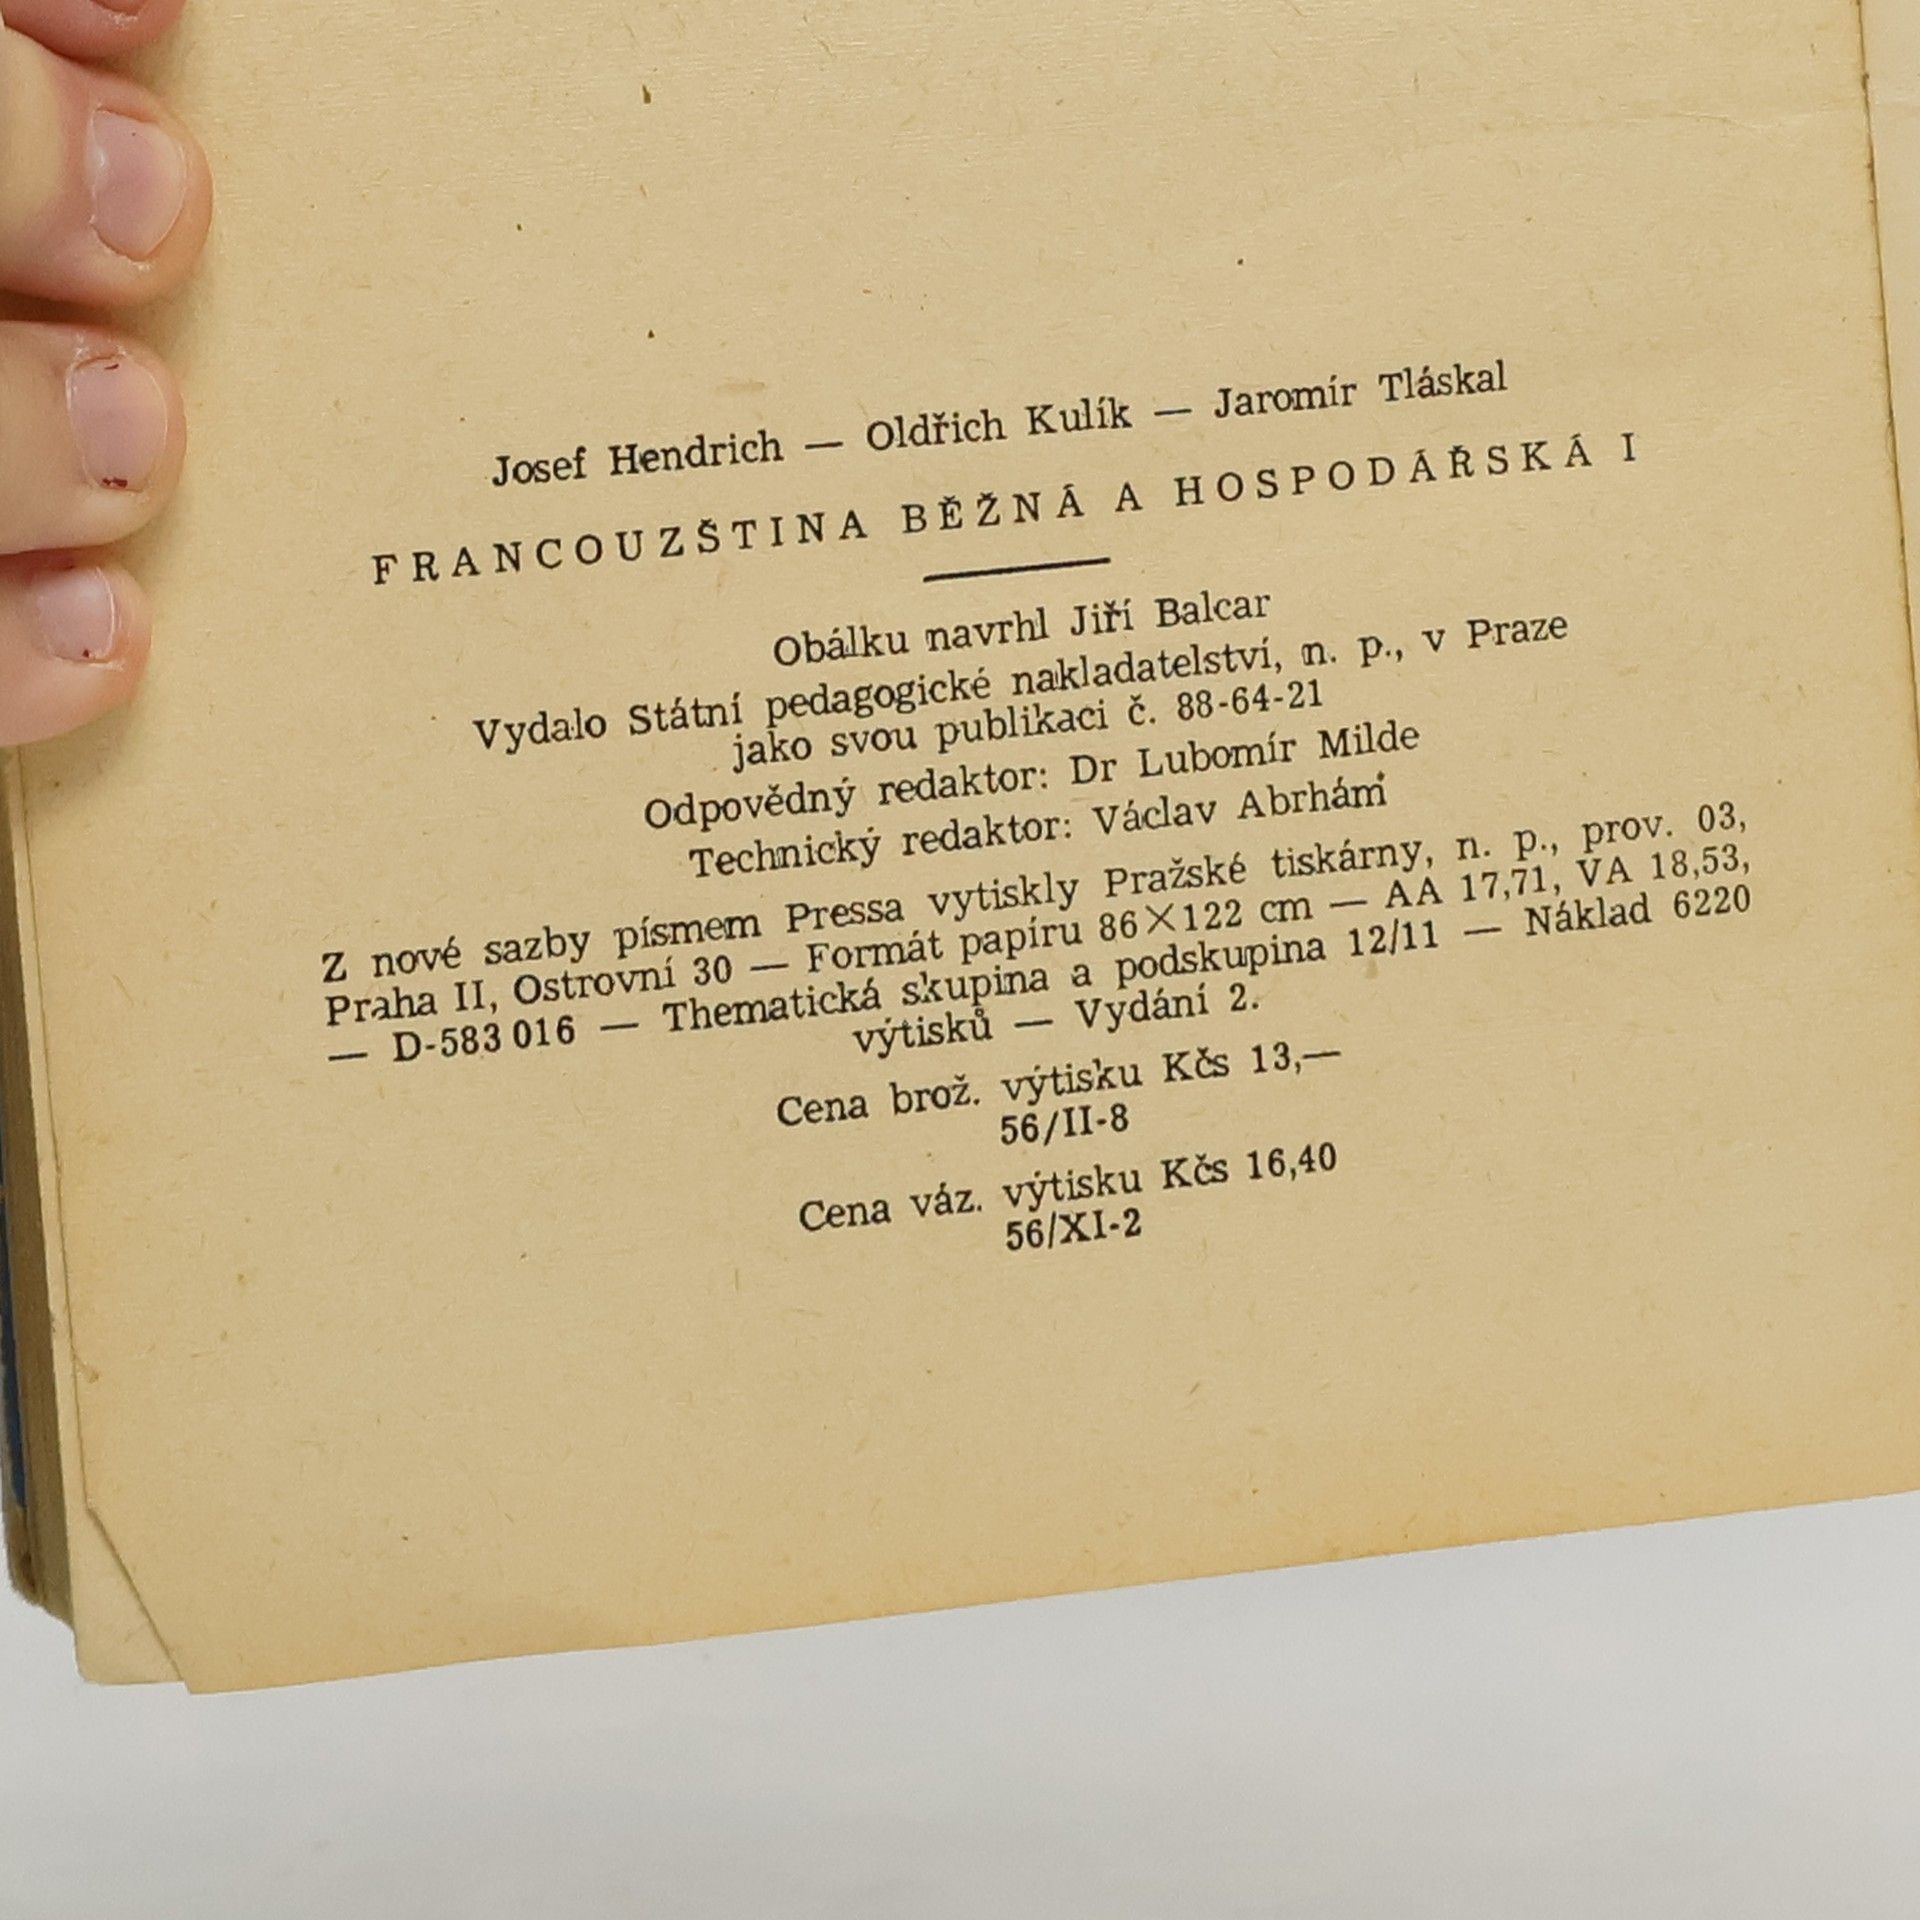 Josef Hendrich — Oldřich Kulík — Jaromír Tláskal
FRANCOUZŠTINA BĚŽNÁ A HOSPODÁŘSKÁ I
Obálku navrhl Jiří Balcar
Vydalo Státní pedagogické nakladatelství, n. p., v Praze
jako svou publikaci č. 88-64-21
Odpovědný redaktor: Dr Lubomír Milde
Technický redaktor: Václav Abrhám
Z nové sazby písmem Pressa vytiskly Pražské tiskárny, n. p., prov. 03,
Praha II, Ostrovní 30 — Formát papíru 86×122 cm — AA 17,71, VA 18,53,
— D-583 016 — Thematická skupina a podskupina 12/11 — Náklad 6220
výtisků — Vydání 2.
Cena brož. výtisku Kčs 13,—
56/II-8
Cena váz. výtisku Kčs 16,40
56/XI-2